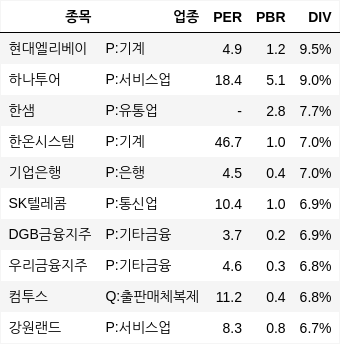 종목 업종 PER PBR DIV
현대엘리베이 P:기계 4.9 1.2 9.5%
하나투어 P:서비스업 18.4 5.1 9.0%
한샘 P:유통업 - 2.8 7.7%
한온시스템 P:기계 46.7 1.0 7.0%
기업은행 P:은행 4.5 0.4 7.0%
SK텔레콤 P:통신업 10.4 1.0 6.9%
DGB금융지주 P:기타금융 3.7 0.2 6.9%
우리금융지주 P:기타금융 4.6 0.3 6.8%
컴투스 Q:출판매체복제 11.2 0.4 6.8%
강원랜드 P:서비스업 8.3 0.8 6.7%